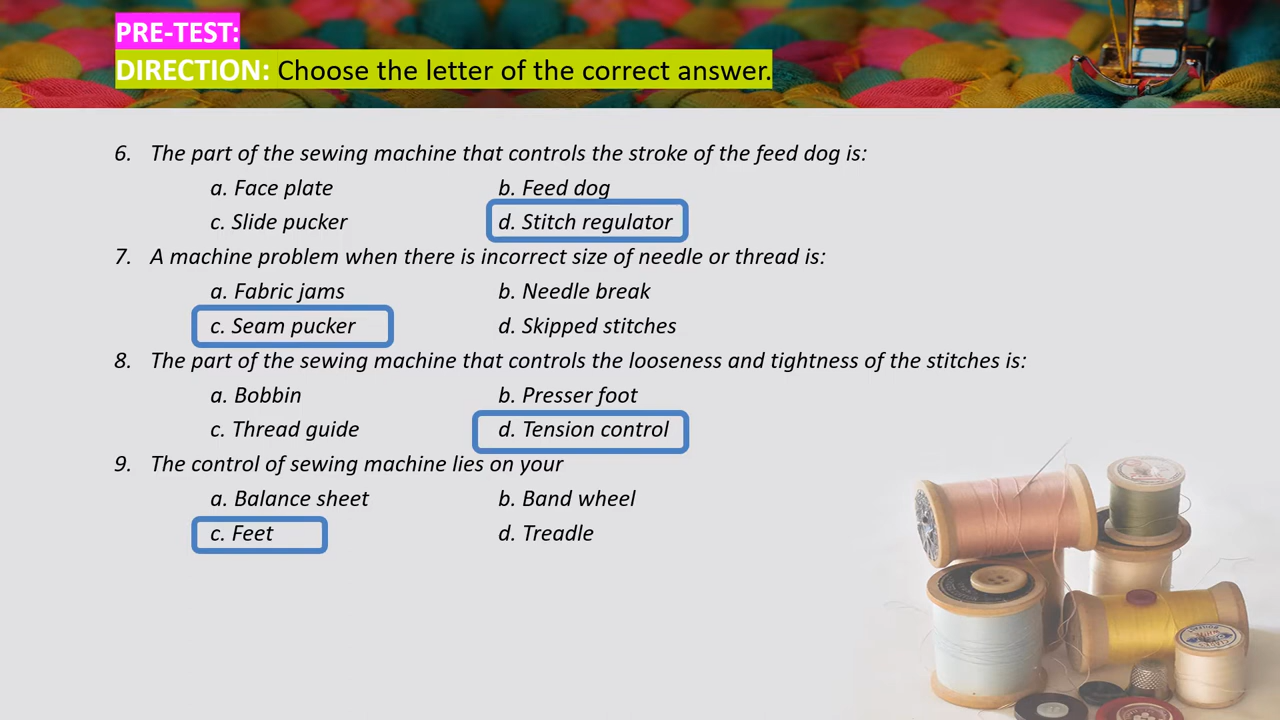 PRE-TEST:
DIRECTION: Choose the letter of the correct answer.
6. The part of the sewing machine that controls the stroke of the feed dog is:
a. Face plate b. Feed dog
c. Slide pucker d. Stitch regulator
7. A machine problem when there is incorrect size of needle or thread is:
a. Fabric jams b. Needle break
c. Seam pucker d. Skipped stitches
8. The part of the sewing machine that controls the looseness and tightness of the stitches is:
a. Bobbin b. Presser foot
c. Thread guide d. Tension control
9. The control of sewing machine lies on your
a. Balance sheet b. Band wheel
c. Feet d. Treadle